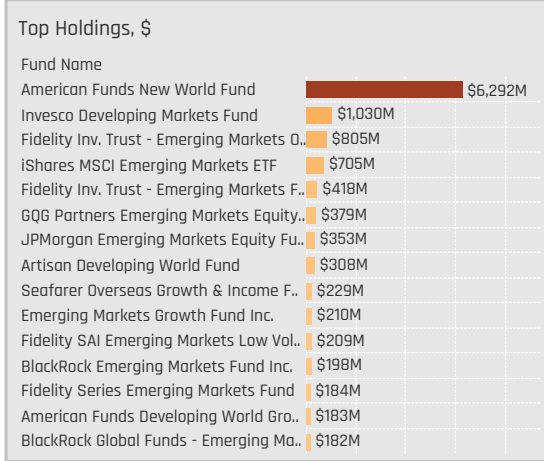 Top Holdings, $
Fund Name
American Funds New World Fund $6,292M
Invesco Developing Markets Fund $1,030M
Fidelity Inv. Trust - Emerging Markets O.. $805M
iShares MSCI Emerging Markets ETF $705M
Fidelity Inv. Trust - Emerging Markets F.. $418M
GQG Partners Emerging Markets Equity.. $379M
JPMorgan Emerging Markets Equity Fu.. $353M
Artisan Developing World Fund $308M
Seafarer Overseas Growth & Income F.. $229M
Emerging Markets Growth Fund Inc. $210M
Fidelity SAI Emerging Markets Low Vol.. $209M
BlackRock Emerging Markets Fund Inc. $198M
Fidelity Series Emerging Markets Fund $184M
American Funds Developing World Gro.. $183M
BlackRock Global Funds - Emerging Ma.. $182M